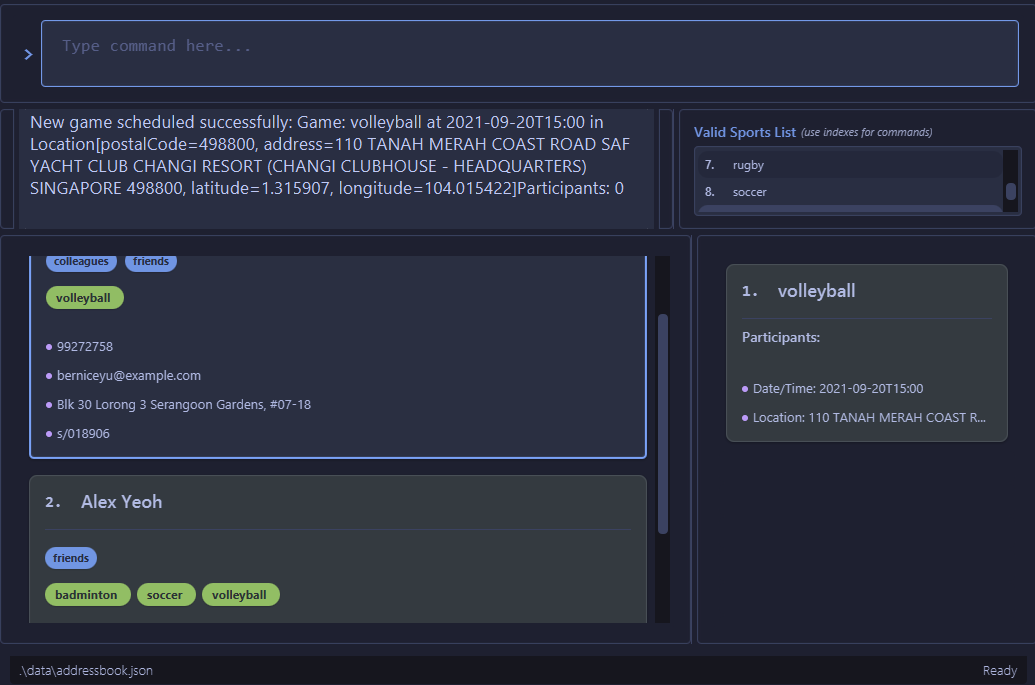 >
Type command here...
New game scheduled successfully: Game: volleyball at 2021-09-20T15:00 in
Location[postalCode=498800, address=110 TANAH MERAH COAST ROAD SAF
YACHT CLUB CHANGI RESORT (CHANGI CLUBHOUSE - HEADQUARTERS)
SINGAPORE 498800, latitude=1.315907, longitude=104.015422]Participants: 0
Valid Sports List (use indexes for commands)
7. rugby
8. soccer
colleagues friends
volleyball
99272758
berniceyu@example.com
Blk 30 Lorong 3 Serangoon Gardens, #07-18
s/018906
2. Alex Yeoh
friends
badminton soccer volleyball
1. volleyball
Participants:
Date/Time: 2021-09-20T15:00
Location: 110 TANAH MERAH COAST R...
.\data\addressbook.json
Ready